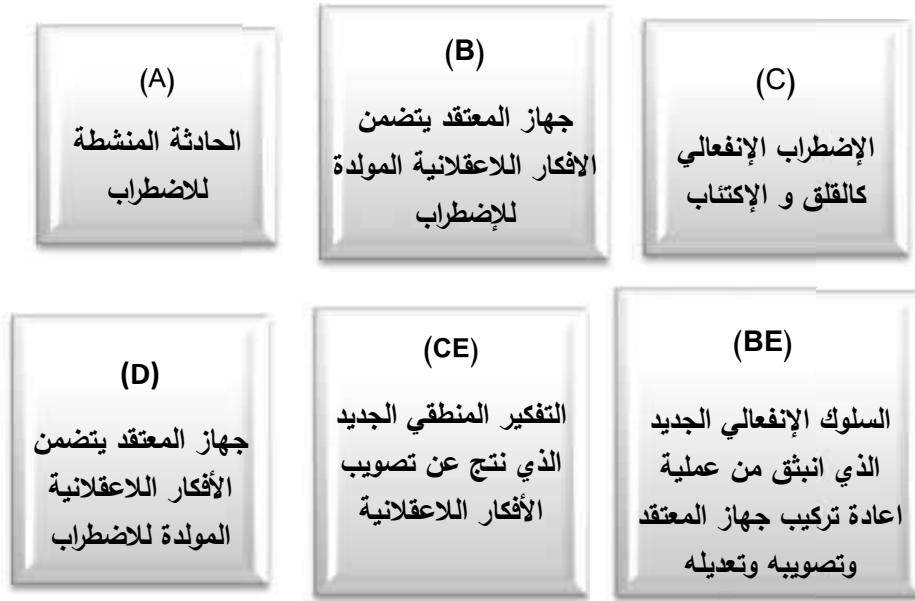 (A)
الحادثة المنشطة
للاضطراب
(B)
جهاز المعتقد يتضمن
الافكار اللاعقلانية المولدة
للإضطراب
(C)
الإضطراب الإنفعالي
كالقلق و الإكتئاب
(D)
جهاز المعتقد يتضمن
الأفكار اللاعقلانية
المولدة للاضطراب
(CE)
التفكير المنطقي الجديد
الذي نتج عن تصويب
الأفكار اللاعقلانية
(BE)
السلوك الإنفعالي الجديد
الذي انبثق من عملية
اعادة تركيب جهاز المعتقد
وتصويبه وتعديله